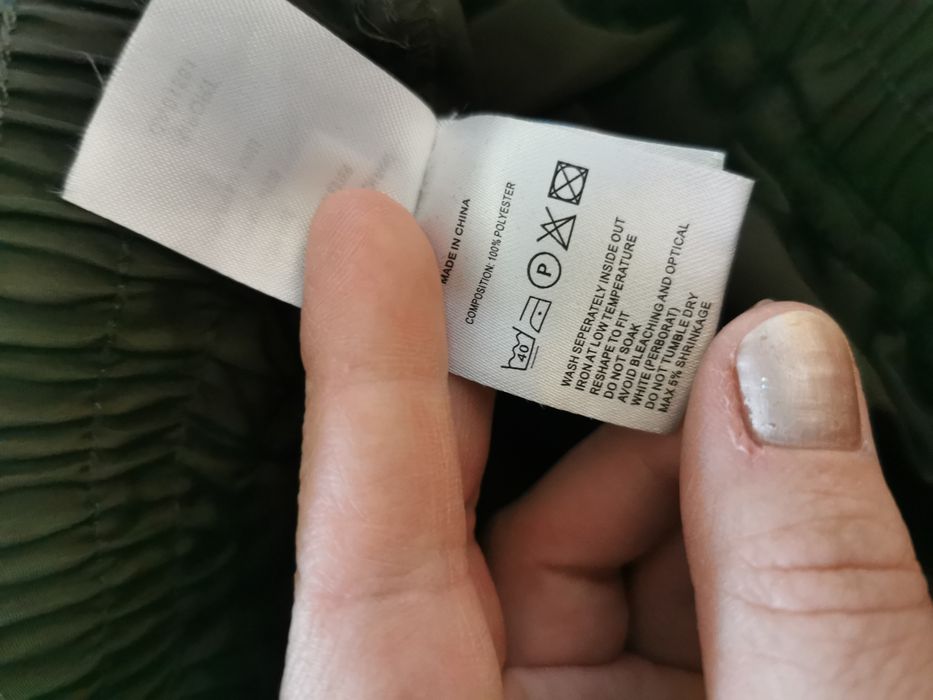 MADE IN CHINA
COMPOSITION: 100% POLYESTER
40 P
WASH SEPERATELY INSIDE OUT
IRON AT LOW TEMPERATURE
RESHAPE TO FIT
DO NOT SOAK
AVOID BLEACHING AND OPTICAL
WHITE (PERBORAT)
DO NOT TUMBLE DRY
MAX 5% SHRINKAGE